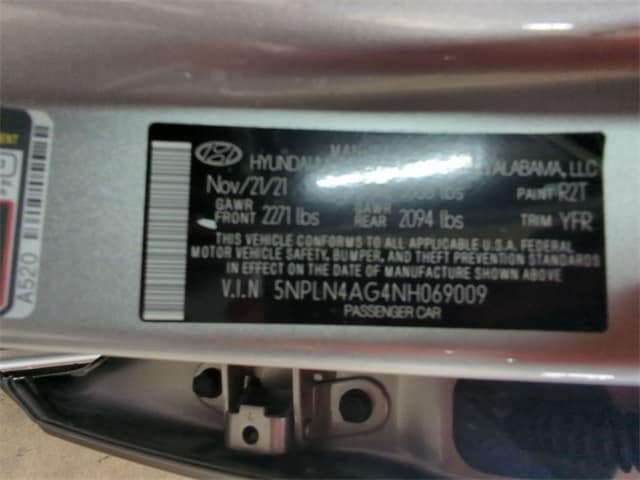 A520
HYUNDAI ALABAMA, LLC
Nov/21/21 lbs PAINT R2T
GAWR FRONT 2271 lbs GAWR REAR 2094 lbs TRIM YFR
THIS VEHICLE CONFORMS TO ALL APPLICABLE U.S.A. FEDERAL
MOTOR VEHICLE SAFETY, BUMPER, AND THEFT PREVENTION STANDARDS
IN EFFECT ON THE DATE OF MANUFACTURE SHOWN ABOVE
V.I.N 5NPLN4AG4NH069009
PASSENGER CAR